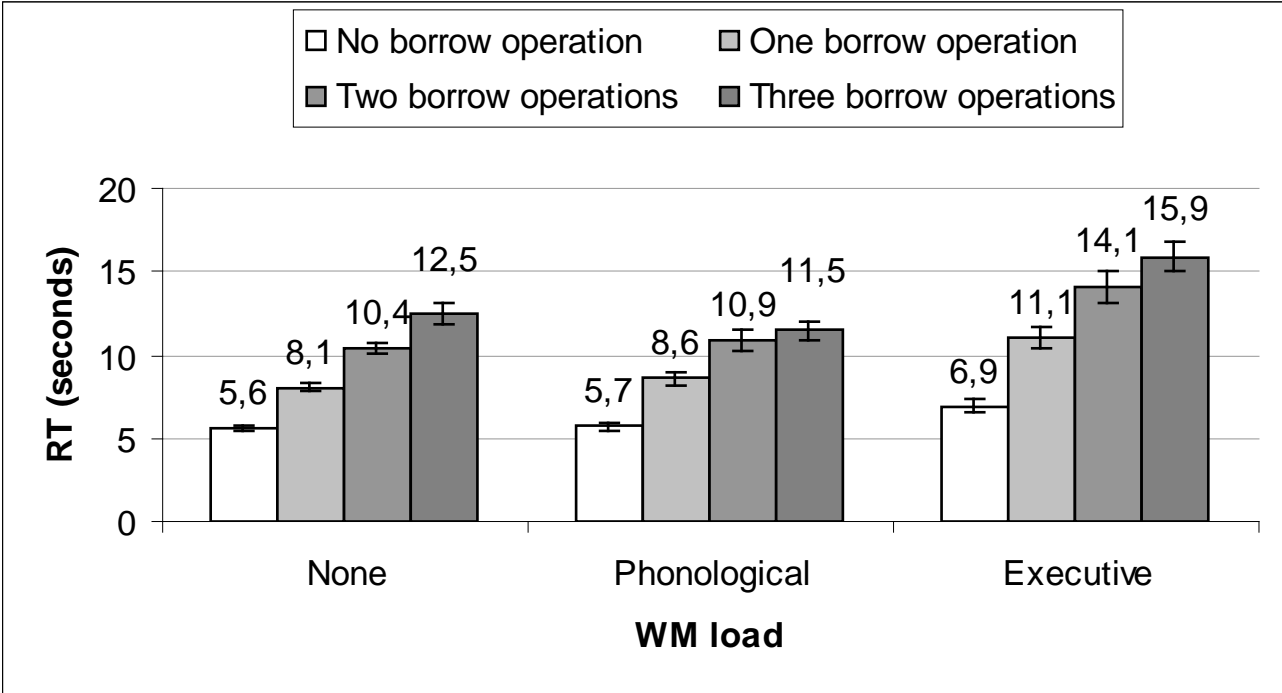 No borrow operation One borrow operation
Two borrow operations Three borrow operations
RT (seconds)
20
15
10
5
0
5,6 8,1 10,4 12,5
5,7 8,6 10,9 11,5
6,9 11,1 14,1 15,9
None Phonological Executive
WM load